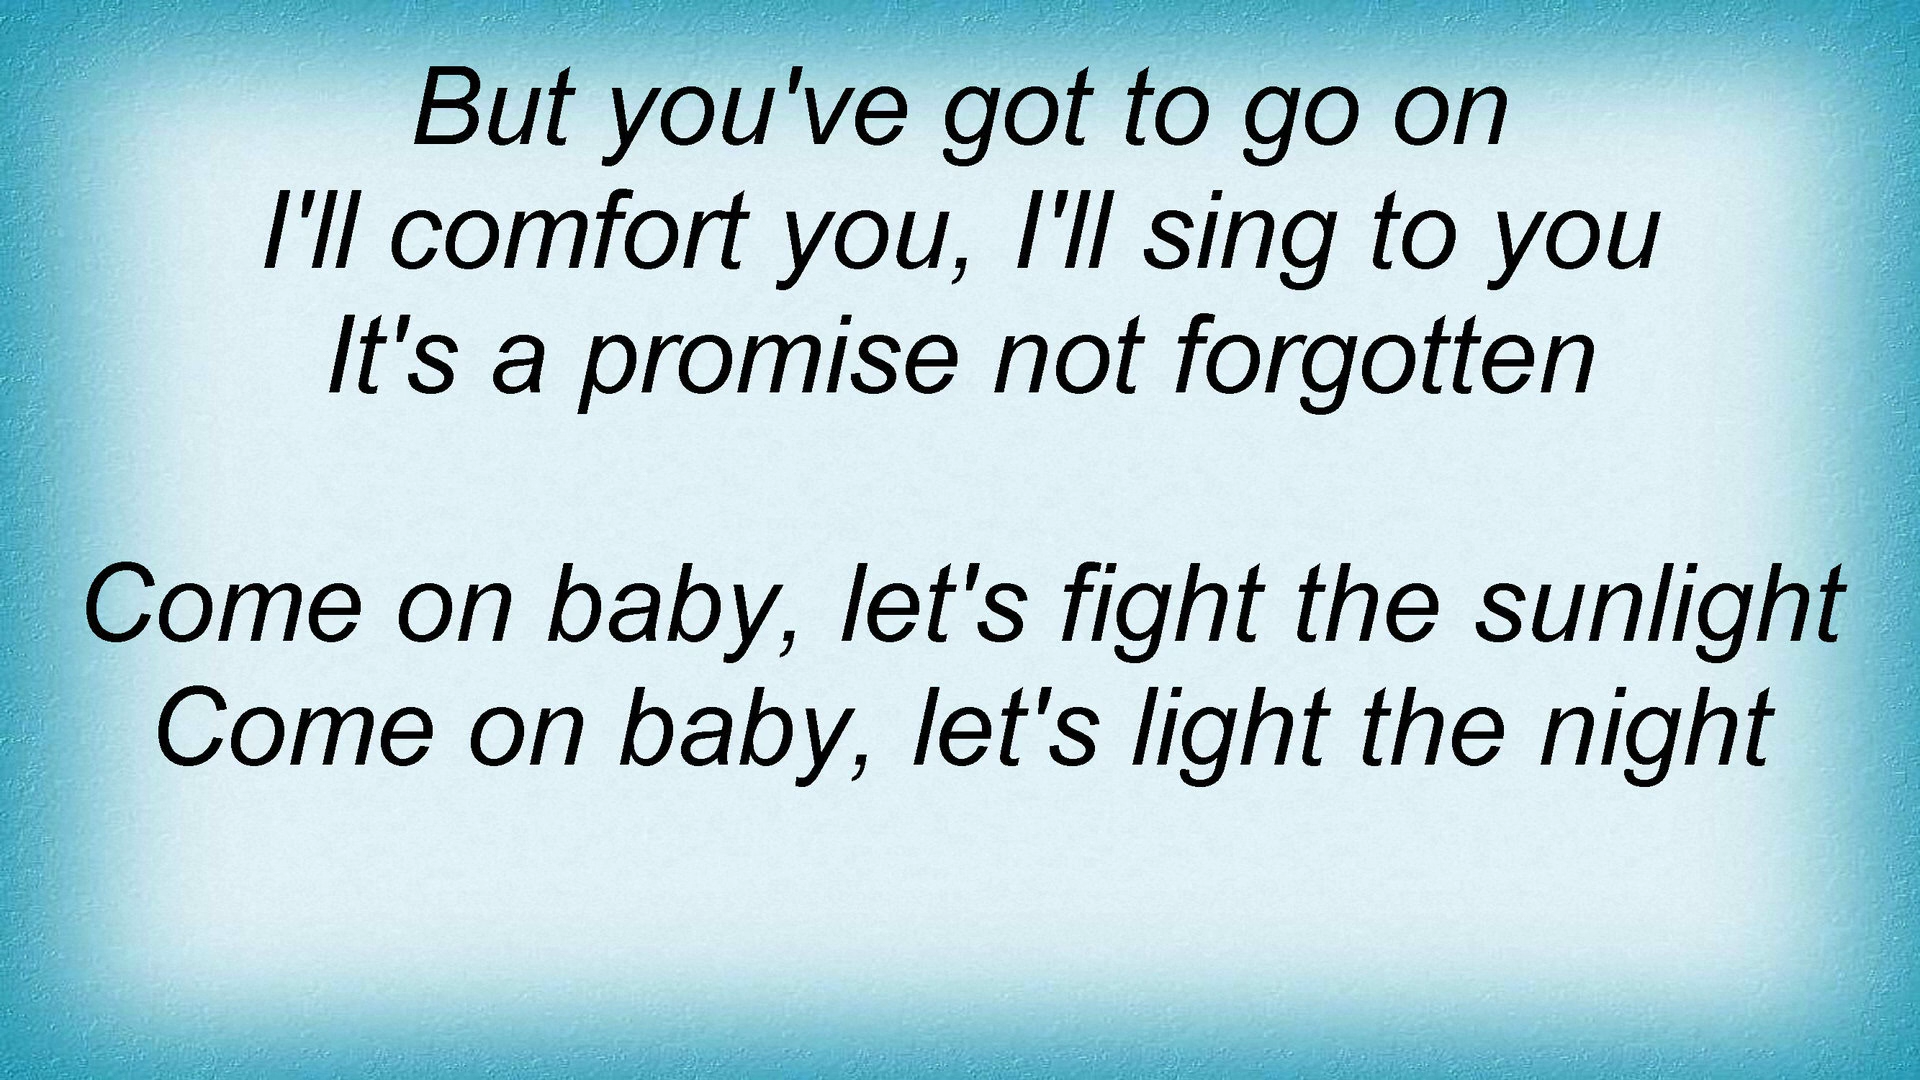 But you've got to go on
I'll comfort you, I'll sing to you
It's a promise not forgotten
Come on baby, let's fight the sunlight
Come on baby, let's light the night